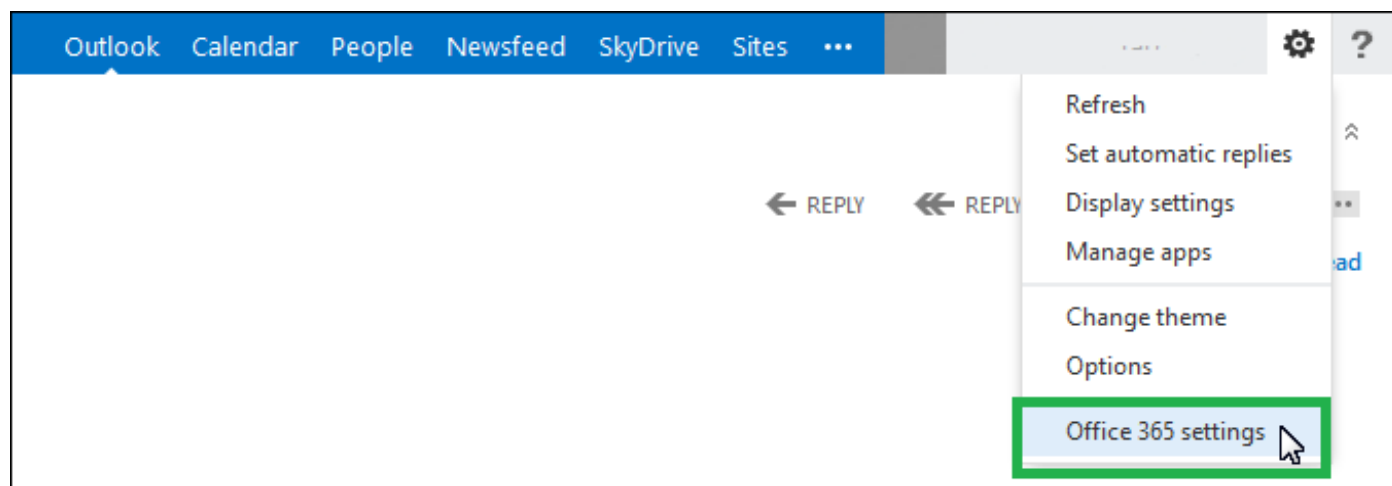 Outlook Calendar People Newsfeed SkyDrive Sites ••• ?
Refresh
Set automatic replies
REPLY REPLY Display settings ••
Manage apps
ad
Change theme
Options
Office 365 settings